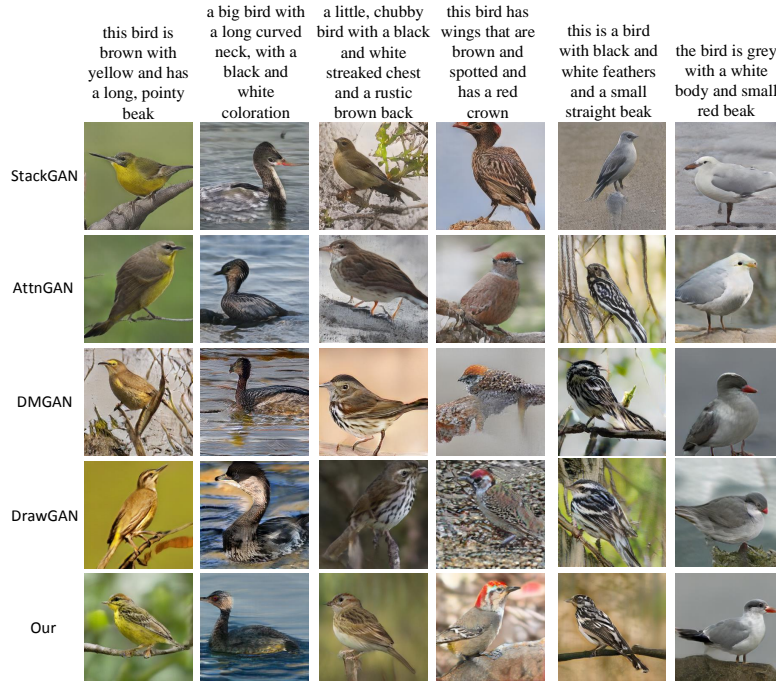 this bird is
brown with
yellow and has
a long, pointy
beak
a big bird with
a long curved
neck, with a
black and
white
coloration
a little, chubby
bird with a black
and white
streaked chest
and a rustic
brown back
this bird has
wings that are
brown and
spotted and
has a red
crown
this is a bird
with black and
white feathers
and a small
straight beak
the bird is grey
with a white
body and small
red beak
StackGAN
AttnGAN
DMGAN
DrawGAN
Our